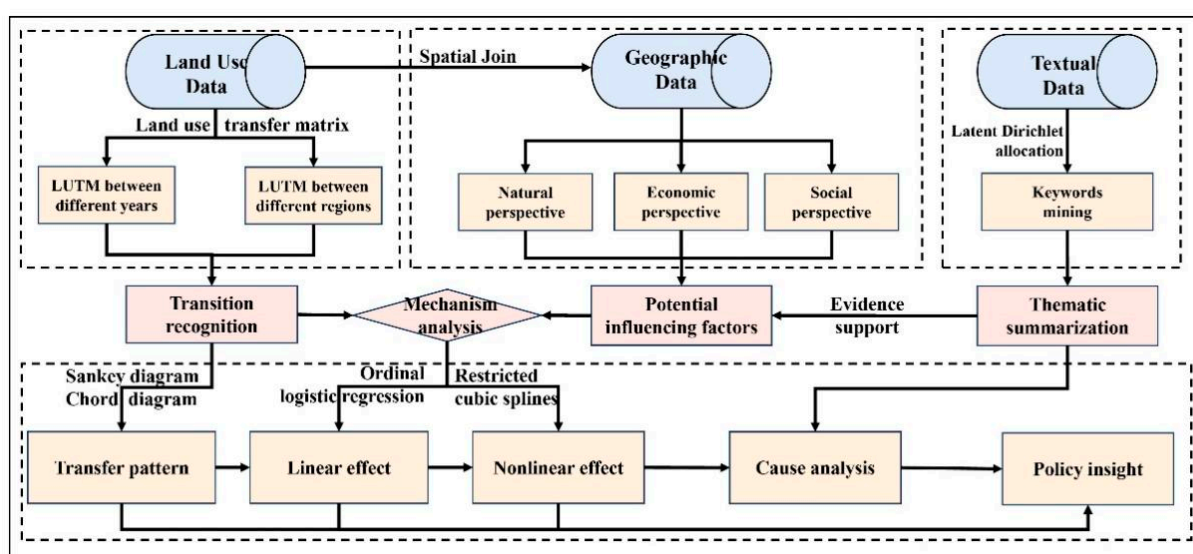 Land Use
Data
Spatial Join
Geographic
Data
Textual
Data
Land use transfer matrix
Latent Dirichlet
allocation
LUTM between
different years
LUTM between
different regions
Natural
perspective
Economic
perspective
Social
perspective
Keywords
mining
Transition
recognition
Mechanism
analysis
Potential
influencing factors
Evidence
support
Thematic
summarization
Sankey diagram
Chord diagram
Ordinal
logistic regression
Restricted
cubic splines
Transfer pattern
Linear effect
Nonlinear effect
Cause analysis
Policy insight